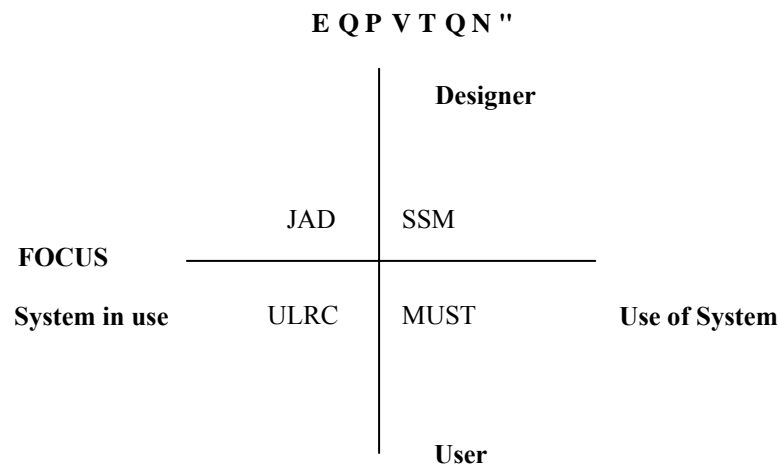 E Q P V T Q N "
Designer
JAD SSM
FOCUS
System in use ULRC MUST Use of System
User